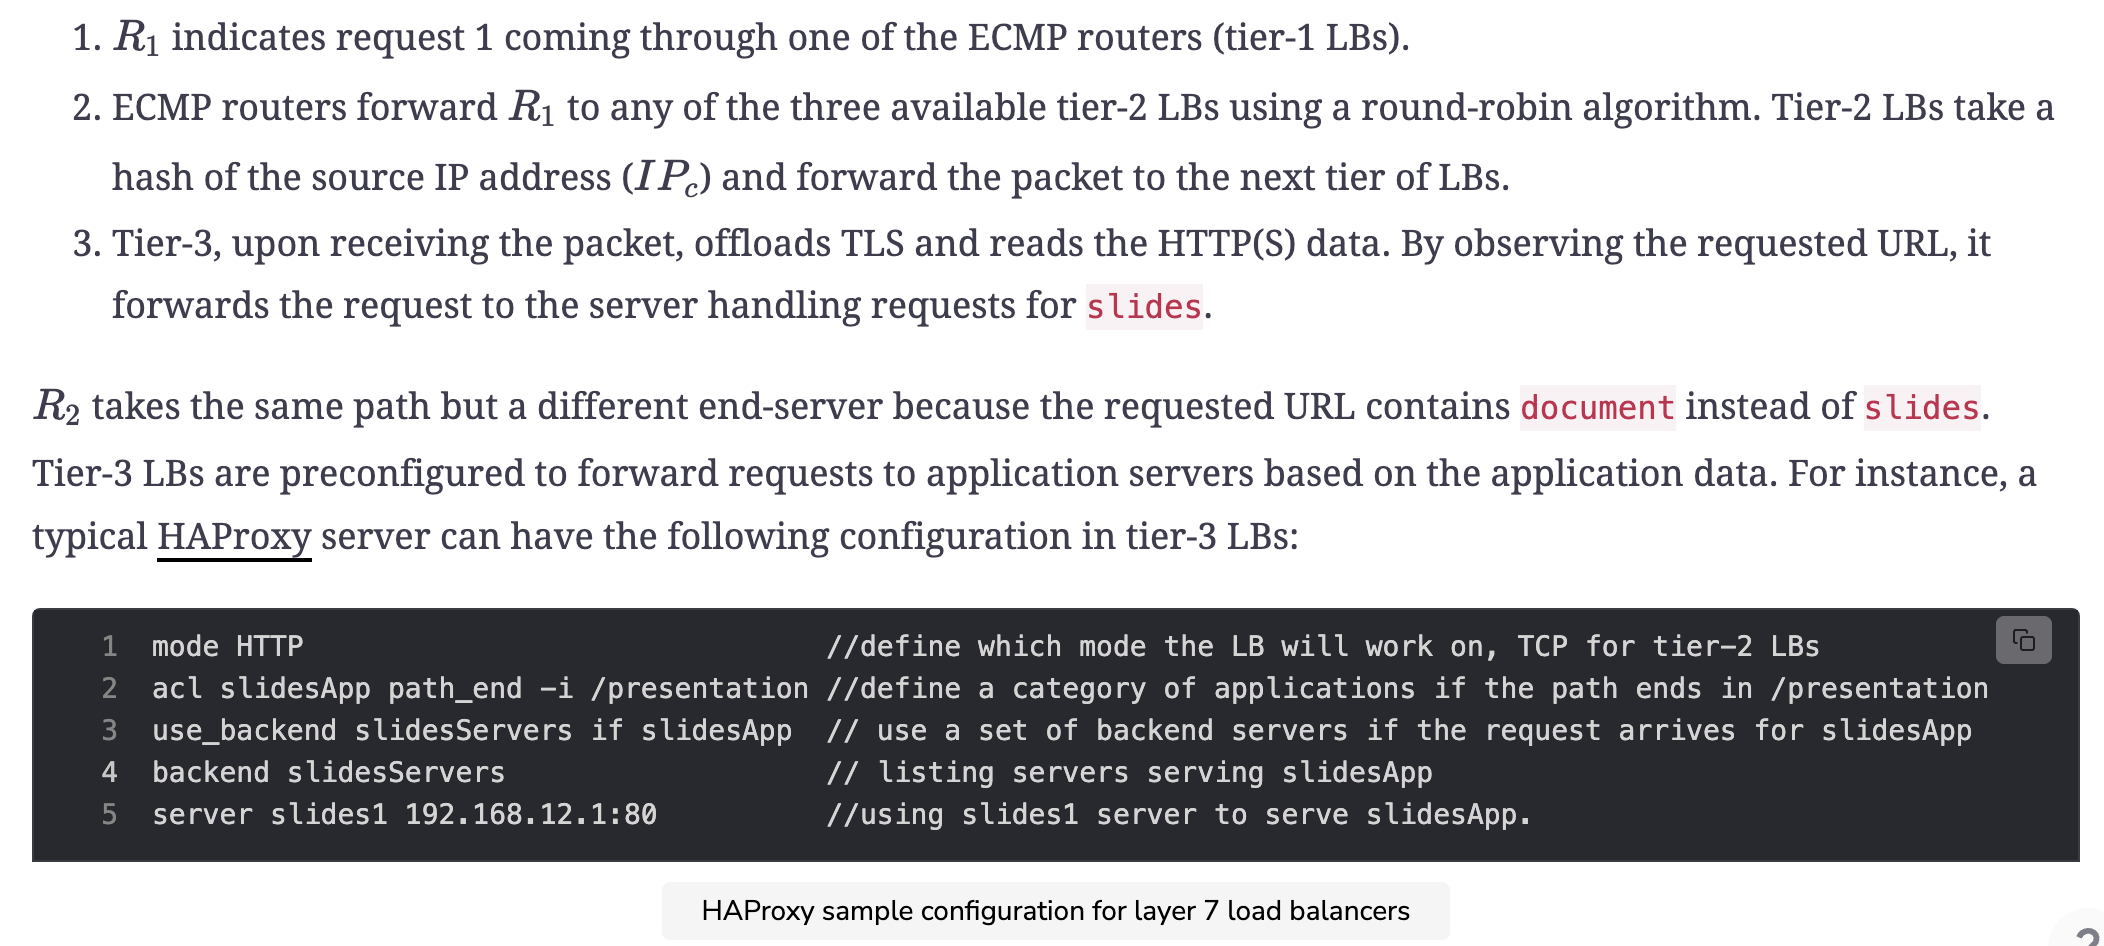 1. R1 indicates request 1 coming through one of the ECMP routers (tier-1 LBs).
2. ECMP routers forward R1 to any of the three available tier-2 LBs using a round-robin algorithm. Tier-2 LBs take a
hash of the source IP address (IPc) and forward the packet to the next tier of LBs.
3. Tier-3, upon receiving the packet, offloads TLS and reads the HTTP(S) data. By observing the requested URL, it
forwards the request to the server handling requests for slides.
R2 takes the same path but a different end-server because the requested URL contains document instead of slides.
Tier-3 LBs are preconfigured to forward requests to application servers based on the application data. For instance, a
typical HAProxy server can have the following configuration in tier-3 LBs:
1 mode HTTP //define which mode the LB will work on, TCP for tier-2 LBs
2 acl slidesApp path_end -i /presentation //define a category of applications if the path ends in /presentation
3 use_backend slidesServers if slidesApp // use a set of backend servers if the request arrives for slidesApp
4 backend slidesServers // listing servers serving slidesApp
5 server slides1 192.168.12.1:80 //using slides1 server to serve slidesApp.
HAProxy sample configuration for layer 7 load balancers